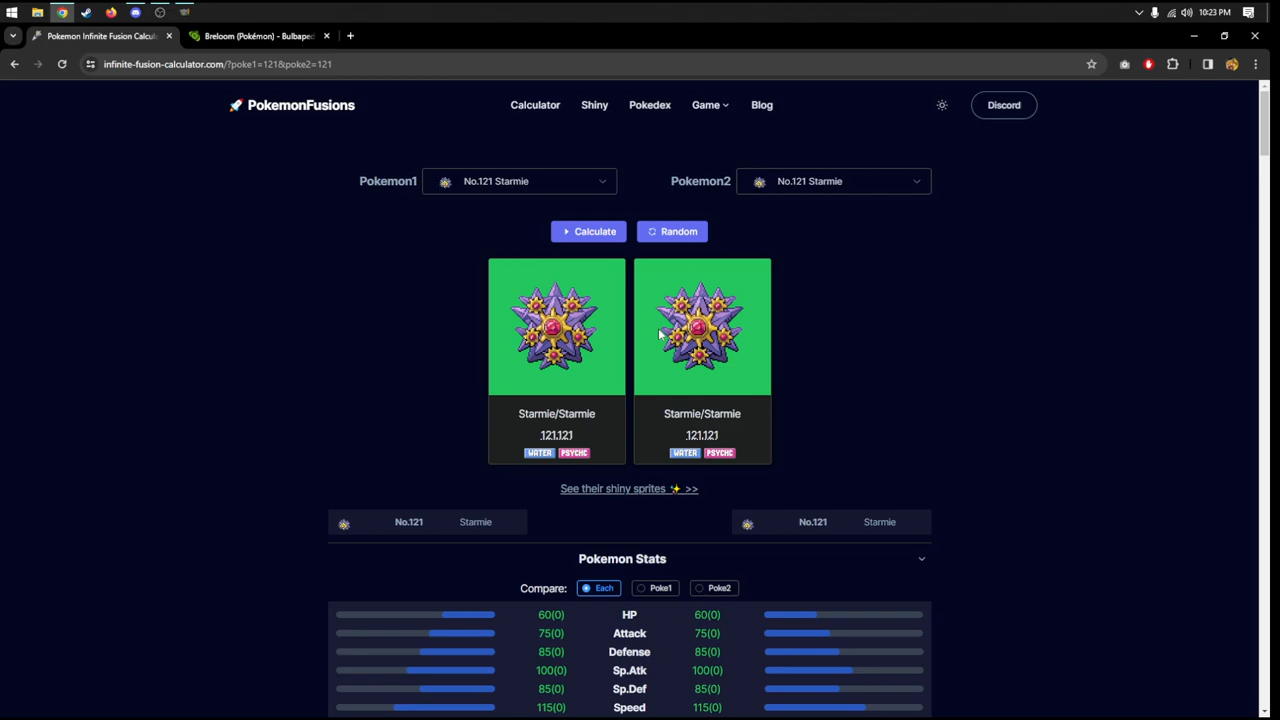 10:23 PM
Pokemon Infinite Fusion Calcul
Breloom (Pokémon) - Bulbaped
infinite-fusion-calculator.com/?poke1=121&poke2=121
PokemonFusions
Calculator
Shiny
Pokedex
Game
Blog
Discord
Pokemon1
No.121 Starmie
Pokemon2
No.121 Starmie
Calculate
Random
Starmie/Starmie
Starmie/Starmie
121.121
121.121
WATER PSYCHC
WATER PSYCHC
See their shiny sprites ✨ >>
No.121 Starmie
No.121 Starmie
Pokemon Stats
Compare: Each Poke1 Poke2
60(0) HP 60(0)
75(0) Attack 75(0)
85(0) Defense 85(0)
100(0) Sp.Atk 100(0)
85(0) Sp.Def 85(0)
115(0) Speed 115(0)